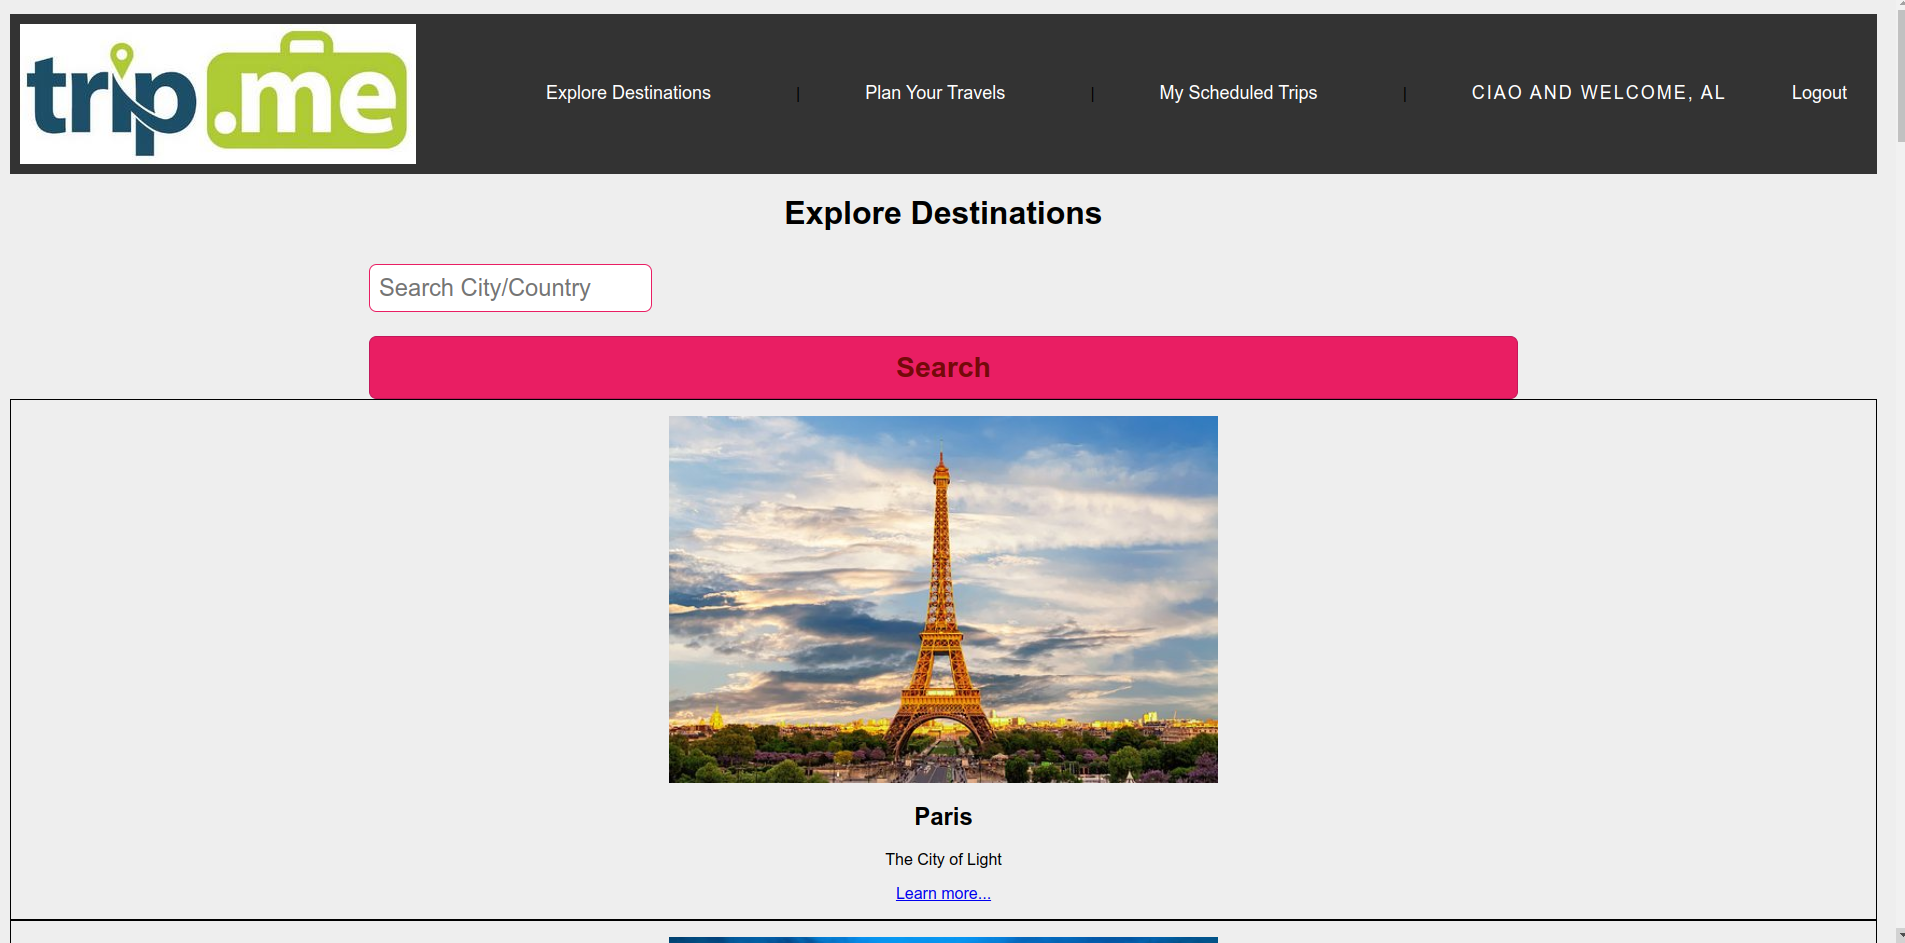 trip.me
Explore Destinations | Plan Your Travels | My Scheduled Trips | CIAO AND WELCOME, AL Logout
Explore Destinations
Search City/Country
Search
Paris
The City of Light
Learn more...